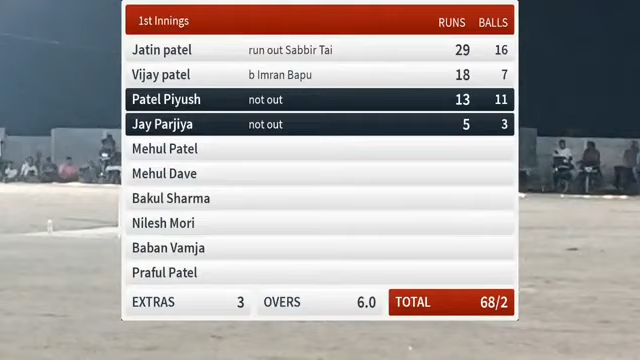 1st Innings RUNS BALLS
Jatin patel run out Sabbir Tai 29 16
Vijay patel b Imran Bapu 18 7
Patel Piyush not out 13 11
Jay Parjiya not out 5 3
Mehul Patel
Mehul Dave
Bakul Sharma
Nilesh Mori
Baban Vamja
Praful Patel
EXTRAS 3 OVERS 6.0 TOTAL 68/2